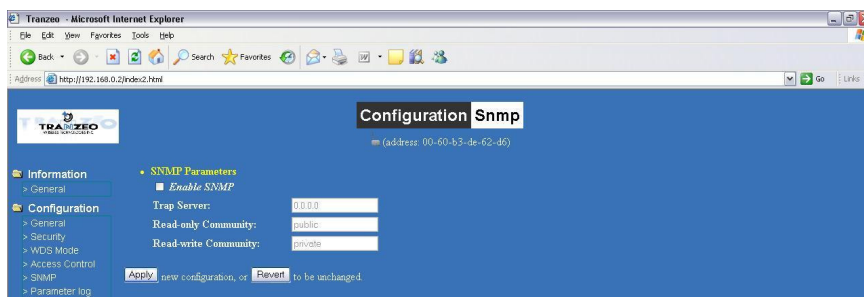 Tranzeo - Microsoft Internet Explorer
File Edit View Favorites Tools Help
Back Search Favorites
Address http://192.168.0.2/index2.html Go Links
TRANZEO
Configuration Snmp
(address: 00-60-b3-de-62-d6)
Information
> General
Configuration
> General
> Security
> WDS Mode
> Access Control
> SNMP
> Parameter log
SNMP Parameters
Enable SNMP
Trap Server: 0.0.0.0
Read-only Community: public
Read-write Community: private
Apply new configuration, or Revert to be unchanged.